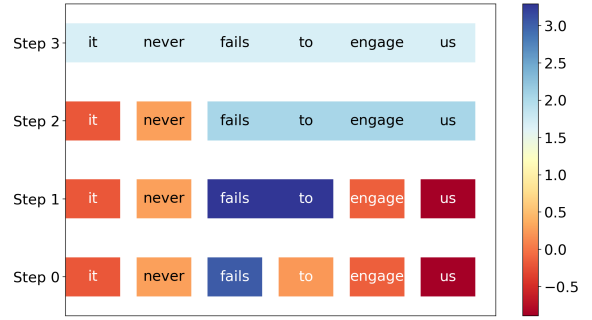 Step 3 it never fails to engage us
Step 2 it never fails to engage us
Step 1 it never fails to engage us
Step 0 it never fails to engage us
3.0
2.5
2.0
1.5
1.0
0.5
0.0
−0.5